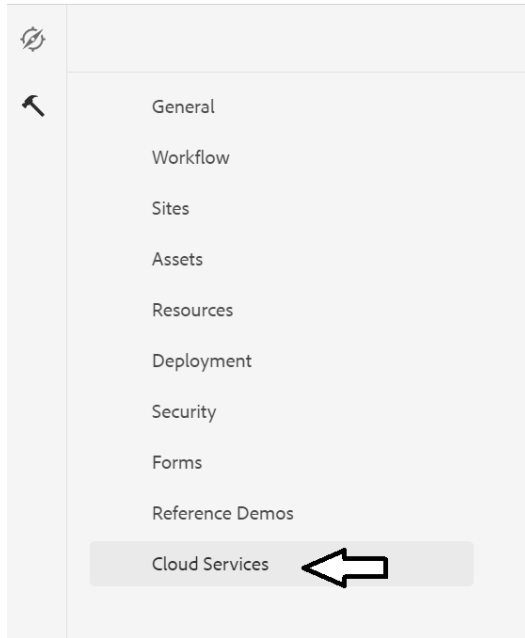 General
Workflow
Sites
Assets
Resources
Deployment
Security
Forms
Reference Demos
Cloud Services